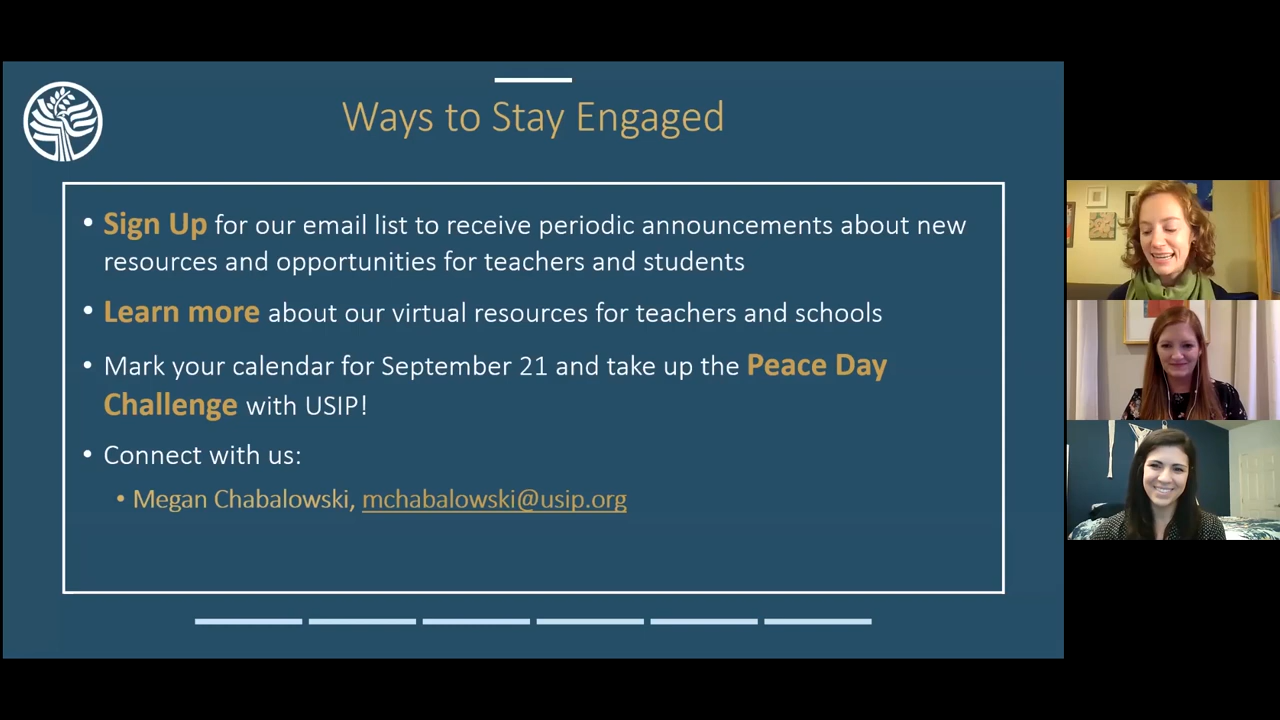 Ways to Stay Engaged
• Sign Up for our email list to receive periodic announcements about new
resources and opportunities for teachers and students
• Learn more about our virtual resources for teachers and schools
• Mark your calendar for September 21 and take up the Peace Day
Challenge with USIP!
• Connect with us:
• Megan Chabalowski, mchabalowski@usip.org